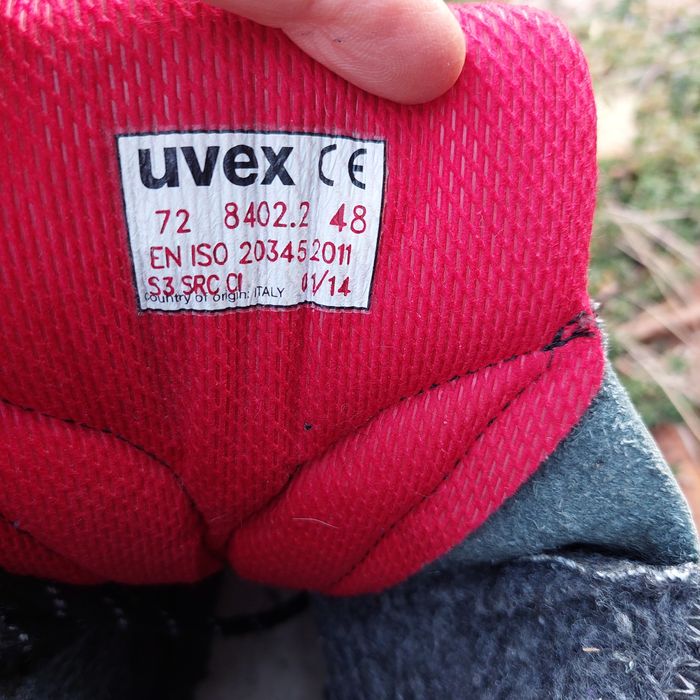 uvex CE
72 8402.2 48
EN ISO 20345 2011
S3 SRC CI 01/14
country of origin: ITALY